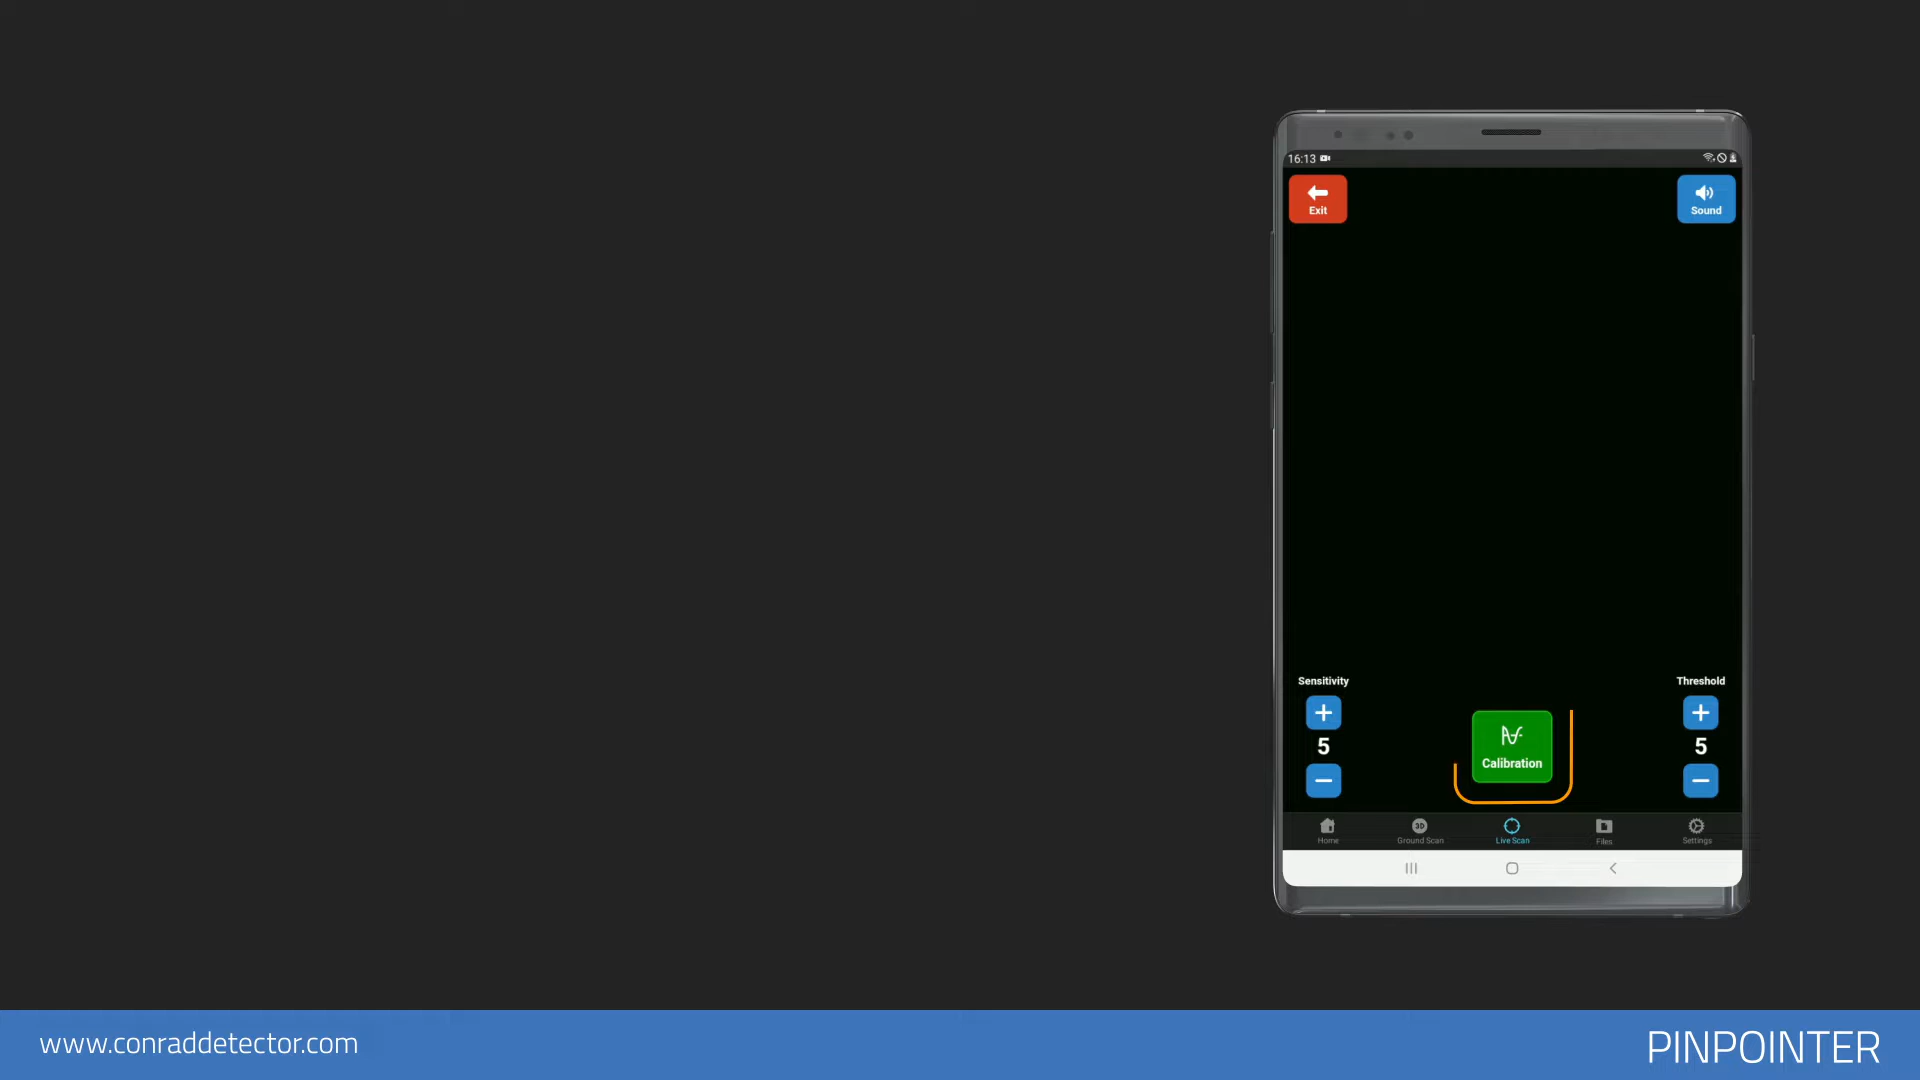 16:13
Exit
Sound
Sensitivity
Threshold
5
5
Calibration
3D
Home
Ground Scan
Live Scan
Files
Settings
www.conraddetector.com
PINPOINTER